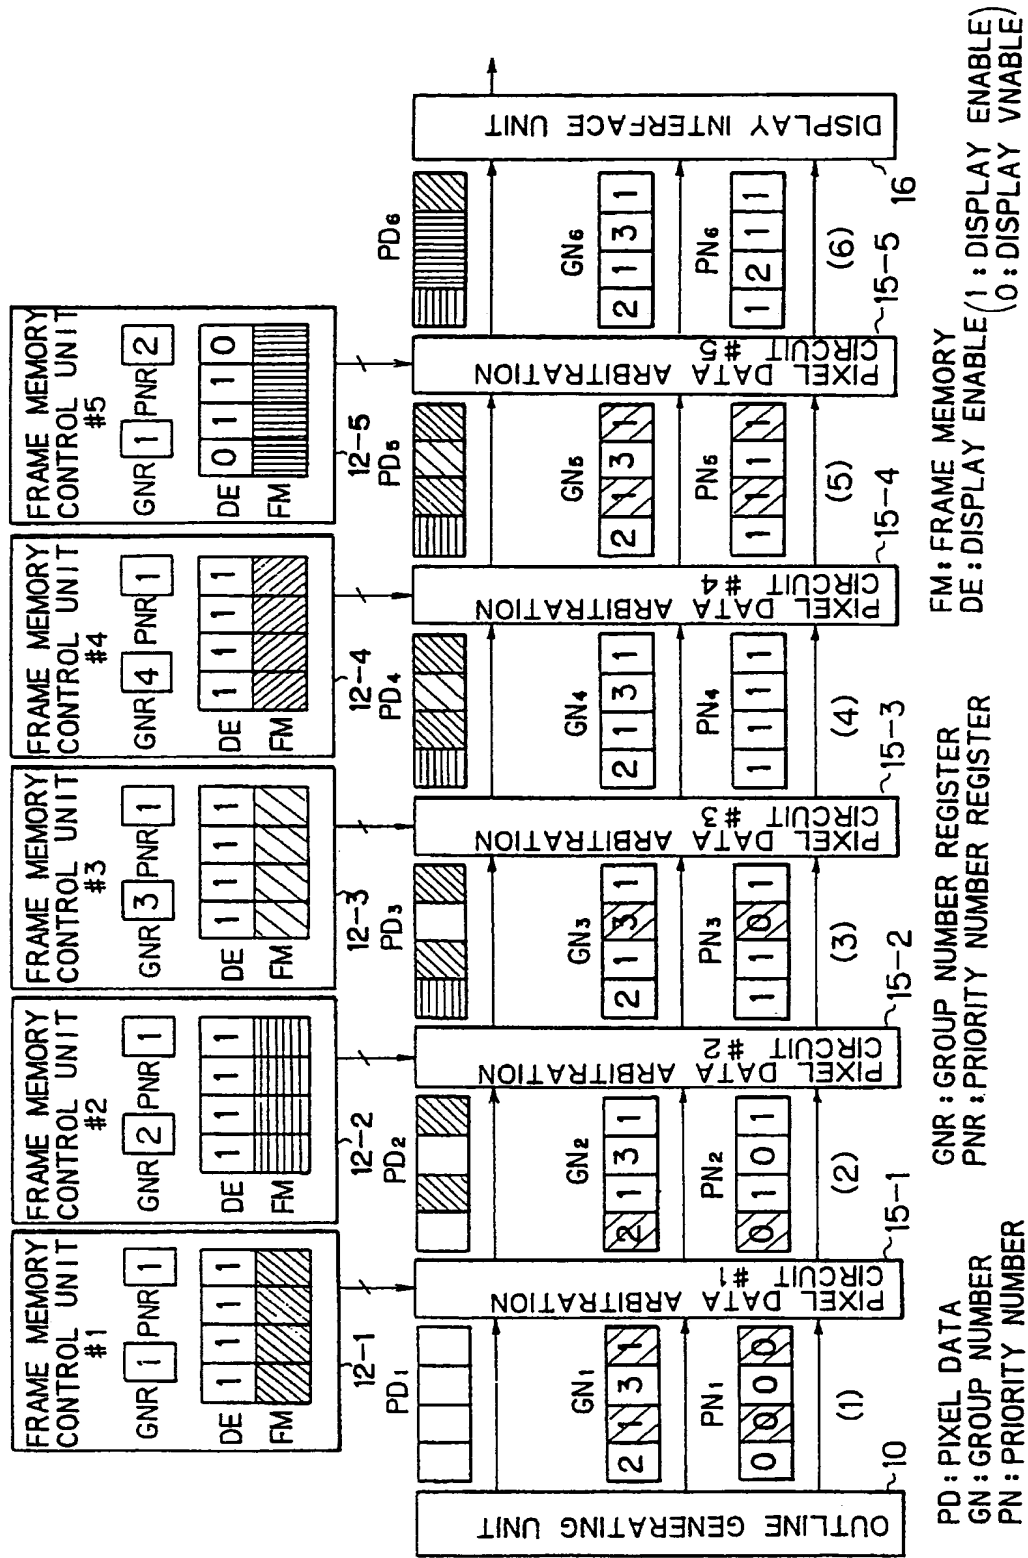 FRAME MEMORY
CONTROL UNIT
#1
GNR 1 PNR 1
DE 1 1 1 1
FM
12-1
FRAME MEMORY
CONTROL UNIT
#2
GNR 2 PNR 1
DE 1 1 1 1
FM
12-2
FRAME MEMORY
CONTROL UNIT
#3
GNR 3 PNR 1
DE 1 1 1 1
FM
12-3
FRAME MEMORY
CONTROL UNIT
#4
GNR 4 PNR 1
DE 1 1 1 1
FM
12-4
FRAME MEMORY
CONTROL UNIT
#5
GNR 1 PNR 2
DE 0 1 1 0
FM
12-5
OUTLINE GENERATING UNIT
10
PD1
GN1
2 1 3 1
PN1
0 0 0 0
(1)
PIXEL DATA ARBITRATION
CIRCUIT #1
15-1
PD2
GN2
2 1 3 1
PN2
0 1 0 1
(2)
PIXEL DATA ARBITRATION
CIRCUIT #2
15-2
PD3
GN3
2 1 3 1
PN3
1 1 0 1
(3)
PIXEL DATA ARBITRATION
CIRCUIT #3
15-3
PD4
GN4
2 1 3 1
PN4
1 1 1 1
(4)
PIXEL DATA ARBITRATION
CIRCUIT #4
15-4
PD5
GN5
2 1 3 1
PN5
1 1 1 1
(5)
PIXEL DATA ARBITRATION
CIRCUIT #5
15-5
PD6
GN6
2 1 3 1
PN6
1 2 1 1
(6)
DISPLAY INTERFACE UNIT
16
PD : PIXEL DATA
GN : GROUP NUMBER
PN : PRIORITY NUMBER
GNR : GROUP NUMBER REGISTER
PNR : PRIORITY NUMBER REGISTER
FM : FRAME MEMORY
DE : DISPLAY ENABLE (1 : DISPLAY ENABLE)
(0 : DISPLAY VNABLE)